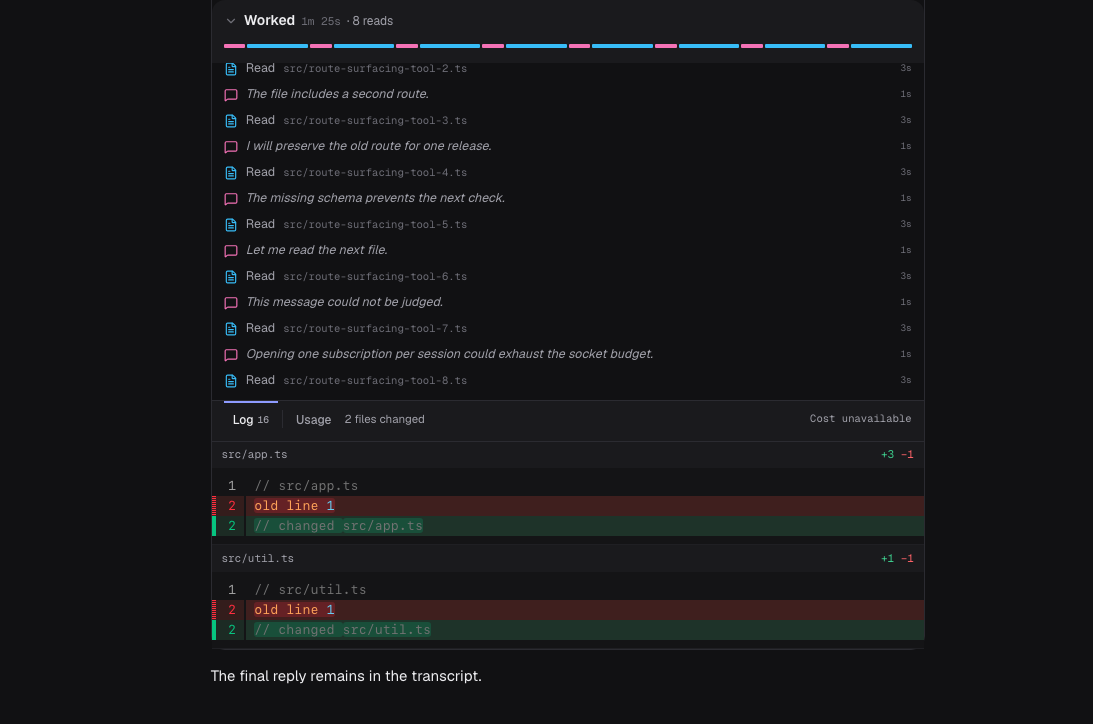 Worked 1m 25s · 8 reads
Read src/route-surfacing-tool-2.ts 3s
The file includes a second route. 1s
Read src/route-surfacing-tool-3.ts 3s
I will preserve the old route for one release. 1s
Read src/route-surfacing-tool-4.ts 3s
The missing schema prevents the next check. 1s
Read src/route-surfacing-tool-5.ts 3s
Let me read the next file. 1s
Read src/route-surfacing-tool-6.ts 3s
This message could not be judged. 1s
Read src/route-surfacing-tool-7.ts 3s
Opening one subscription per session could exhaust the socket budget. 1s
Read src/route-surfacing-tool-8.ts 3s
Log 16 Usage 2 files changed Cost unavailable
src/app.ts +3 −1
1 // src/app.ts
2 old line 1
2 // changed src/app.ts
src/util.ts +1 −1
1 // src/util.ts
2 old line 1
2 // changed src/util.ts
The final reply remains in the transcript.